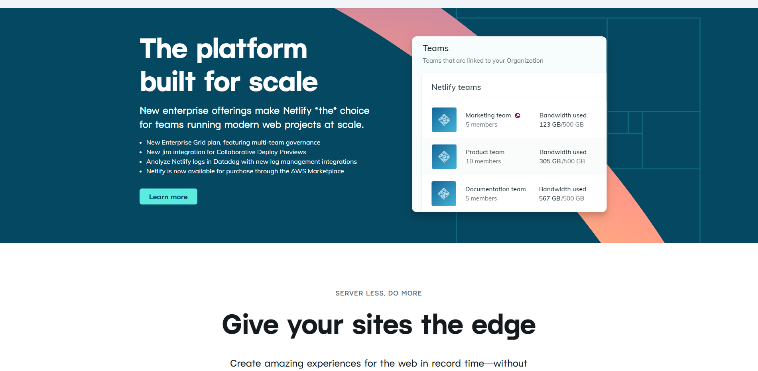 The platform
built for scale
New enterprise offerings make Netlify *the* choice
for teams running modern web projects at scale.
New Enterprise Grid plan, featuring multi-team governance
New Jira integration for Collaborative Deploy Previews
Analyze Netlify logs in Datadog with new log management integrations
Netlify is now available for purchase through the AWS Marketplace
Learn more
Teams
Teams that are linked to your Organization
Netlify teams
Marketing team Bandwidth used
5 members 123 GB/500 GB
Product team Bandwidth used
10 members 305 GB/500 GB
Documentation team Bandwidth used
5 members 567 GB/500 GB
SERVER LESS, DO MORE
Give your sites the edge
Create amazing experiences for the web in record time—without